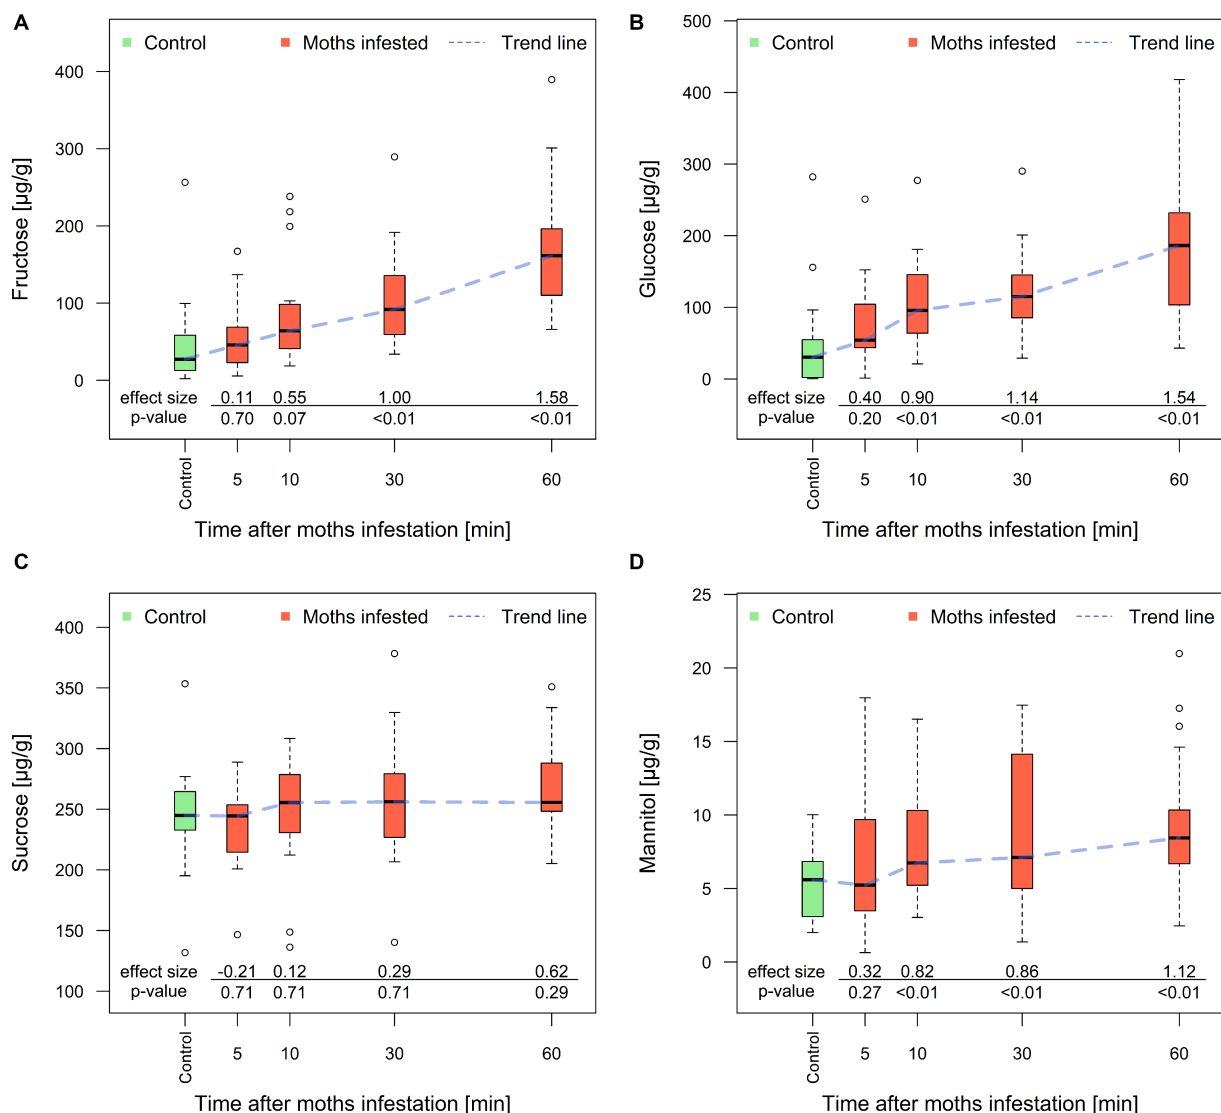 A
Control Moths infested Trend line
Fructose [µg/g]
400
300
200
100
0
effect size 0.11 0.55 1.00 1.58
p-value 0.70 0.07 <0.01 <0.01
Control 5 10 30 60
Time after moths infestation [min]
B
Control Moths infested Trend line
Glucose [µg/g]
500
400
300
200
100
0
effect size 0.40 0.90 1.14 1.54
p-value 0.20 <0.01 <0.01 <0.01
Control 5 10 30 60
Time after moths infestation [min]
C
Control Moths infested Trend line
Sucrose [µg/g]
400
350
300
250
200
150
100
effect size -0.21 0.12 0.29 0.62
p-value 0.71 0.71 0.71 0.29
Control 5 10 30 60
Time after moths infestation [min]
D
Control Moths infested Trend line
Mannitol [µg/g]
25
20
15
10
5
0
effect size 0.32 0.82 0.86 1.12
p-value 0.27 <0.01 <0.01 <0.01
Control 5 10 30 60
Time after moths infestation [min]